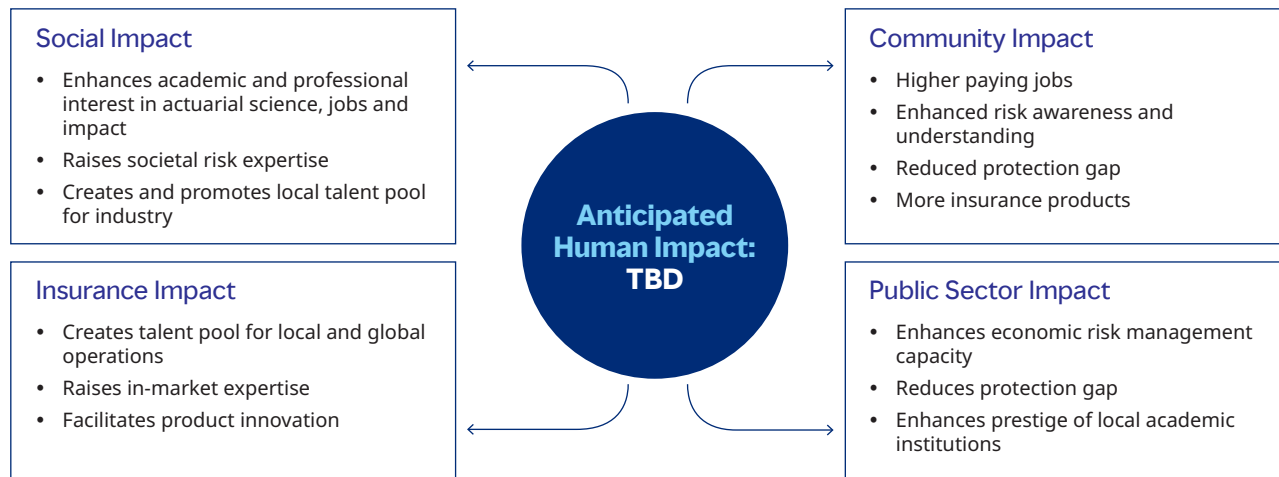 Social Impact
• Enhances academic and professional
interest in actuarial science, jobs and
impact
• Raises societal risk expertise
• Creates and promotes local talent pool
for industry
Community Impact
• Higher paying jobs
• Enhanced risk awareness and
understanding
• Reduced protection gap
• More insurance products
Anticipated
Human Impact:
TBD
Insurance Impact
• Creates talent pool for local and global
operations
• Raises in-market expertise
• Facilitates product innovation
Public Sector Impact
• Enhances economic risk management
capacity
• Reduces protection gap
• Enhances prestige of local academic
institutions